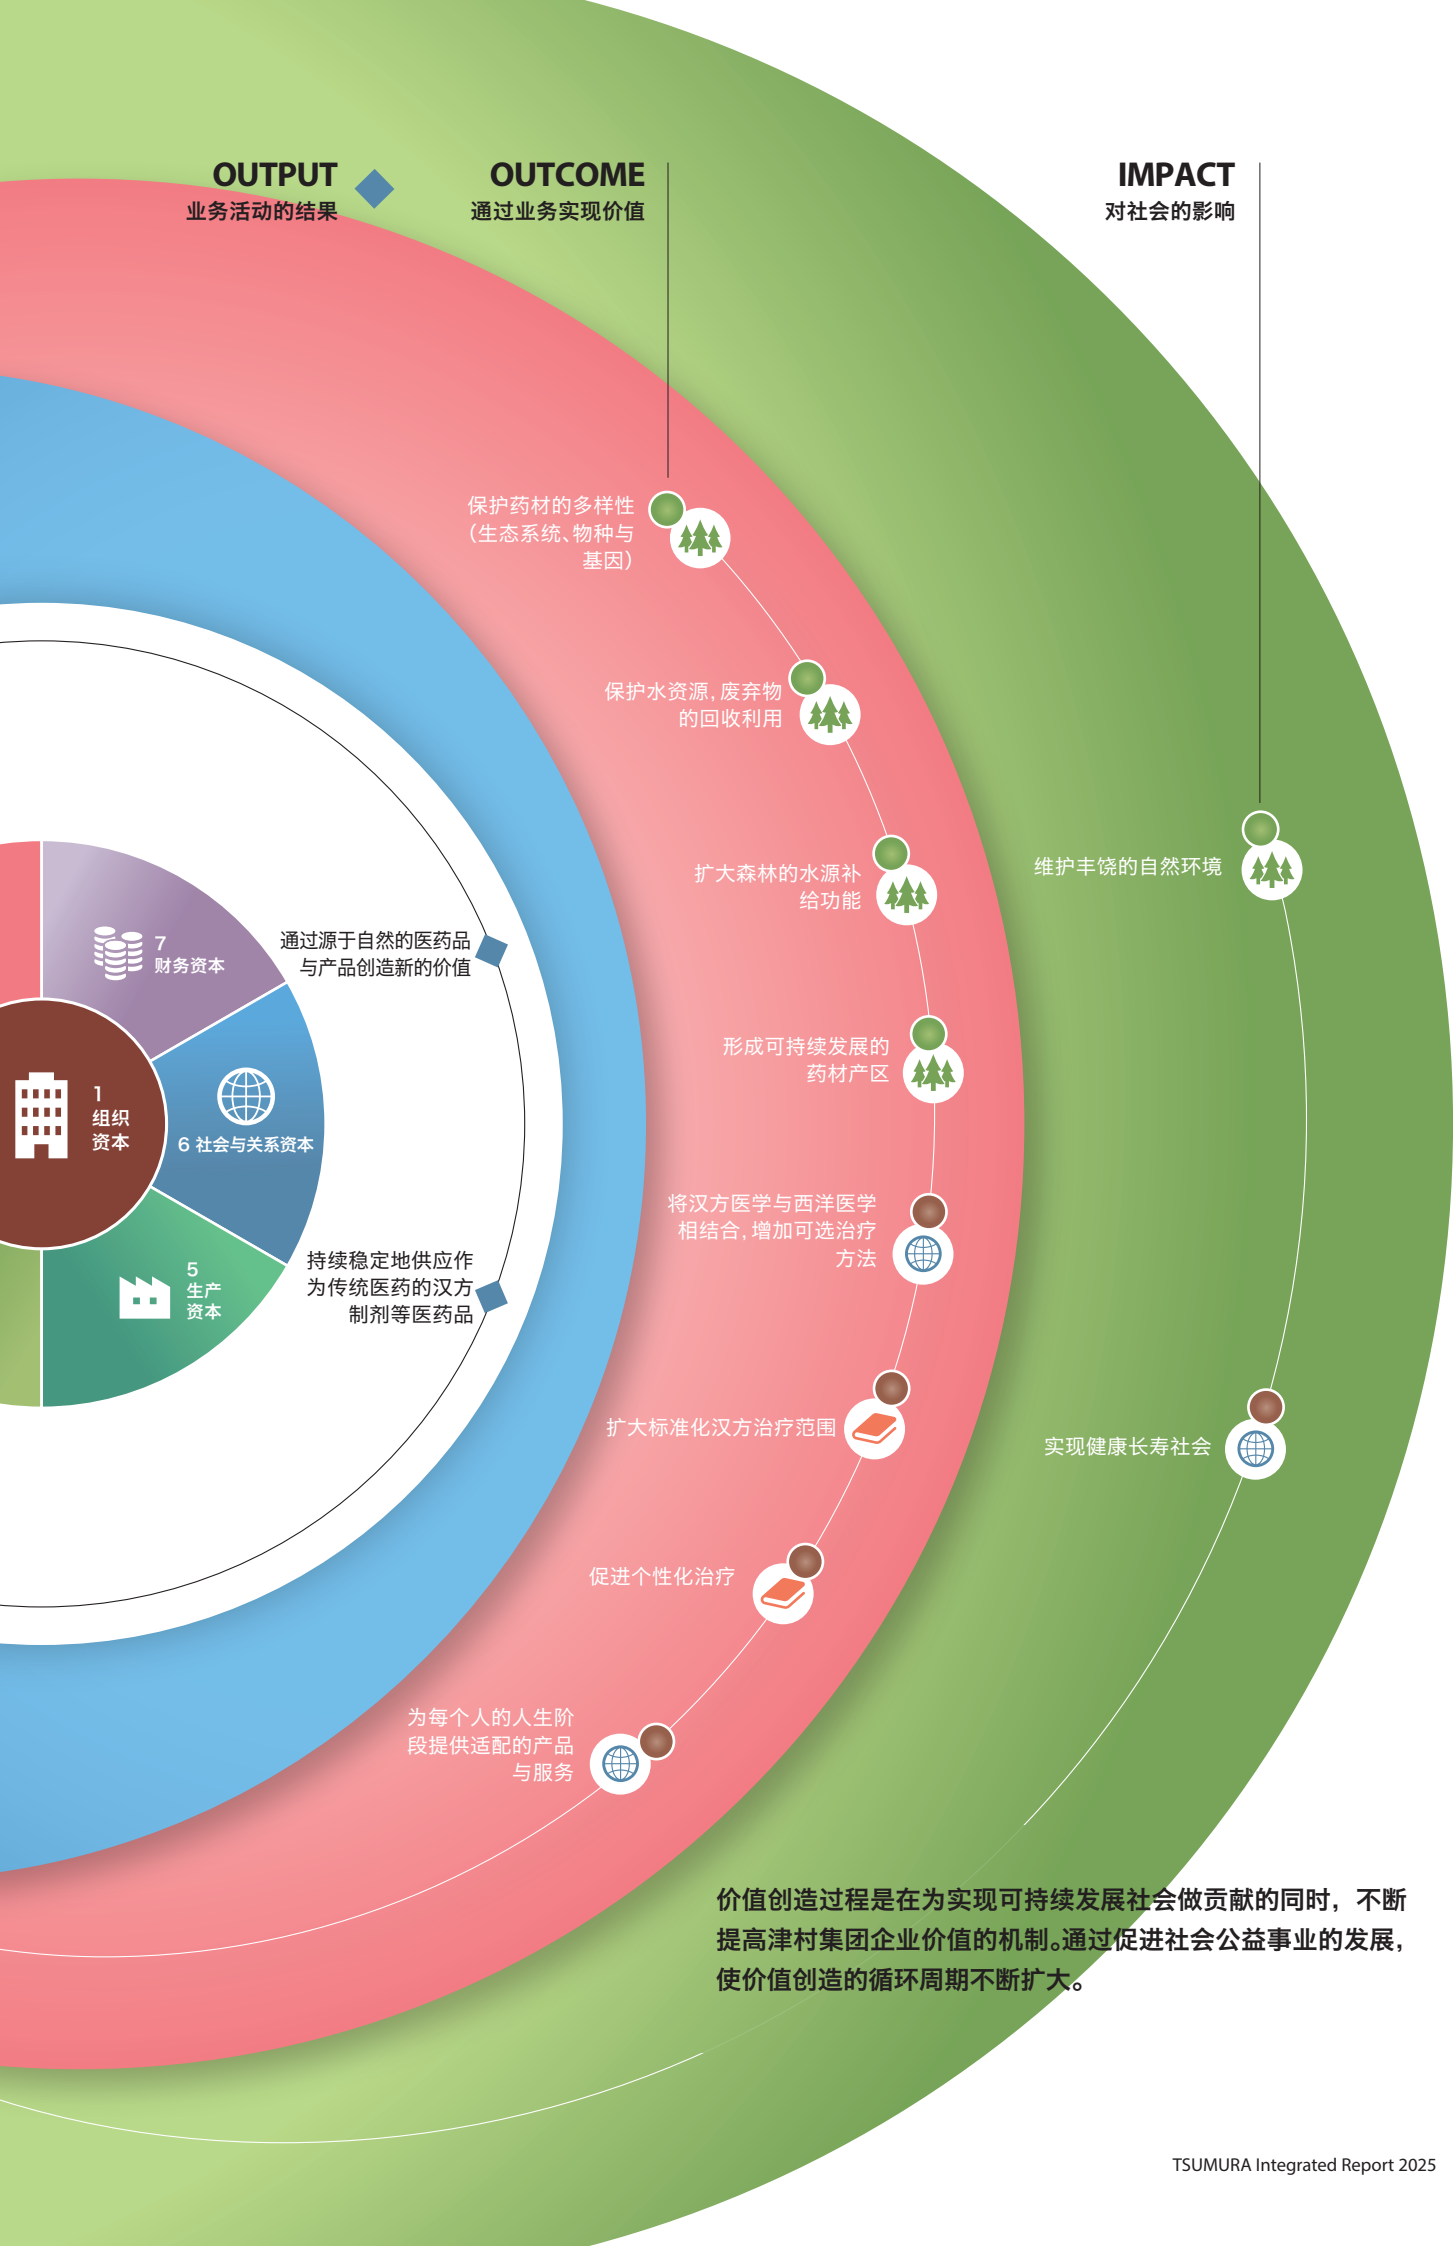 OUTPUT
业务活动的结果
OUTCOME
通过业务实现价值
IMPACT
对社会的影响
保护药材的多样性
（生态系统、物种与
基因）
保护水资源，废弃物
的回收利用
扩大森林的水源补
给功能
形成可持续发展的
药材产区
将汉方医学与西洋医学
相结合，增加可选治疗
方法
扩大标准化汉方治疗范围
促进个性化治疗
为每个人的人生阶
段提供适配的产品
与服务
维护丰饶的自然环境
实现健康长寿社会
通过源于自然的医药品
与产品创造新的价值
持续稳定地供应作
为传统医药的汉方
制剂等医药品
7
财务资本
1
组织
资本
6 社会与关系资本
5
生产
资本
价值创造过程是在为实现可持续发展社会做贡献的同时，不断
提高津村集团企业价值的机制。通过促进社会公益事业的发展，
使价值创造的循环周期不断扩大。
TSUMURA Integrated Report 2025